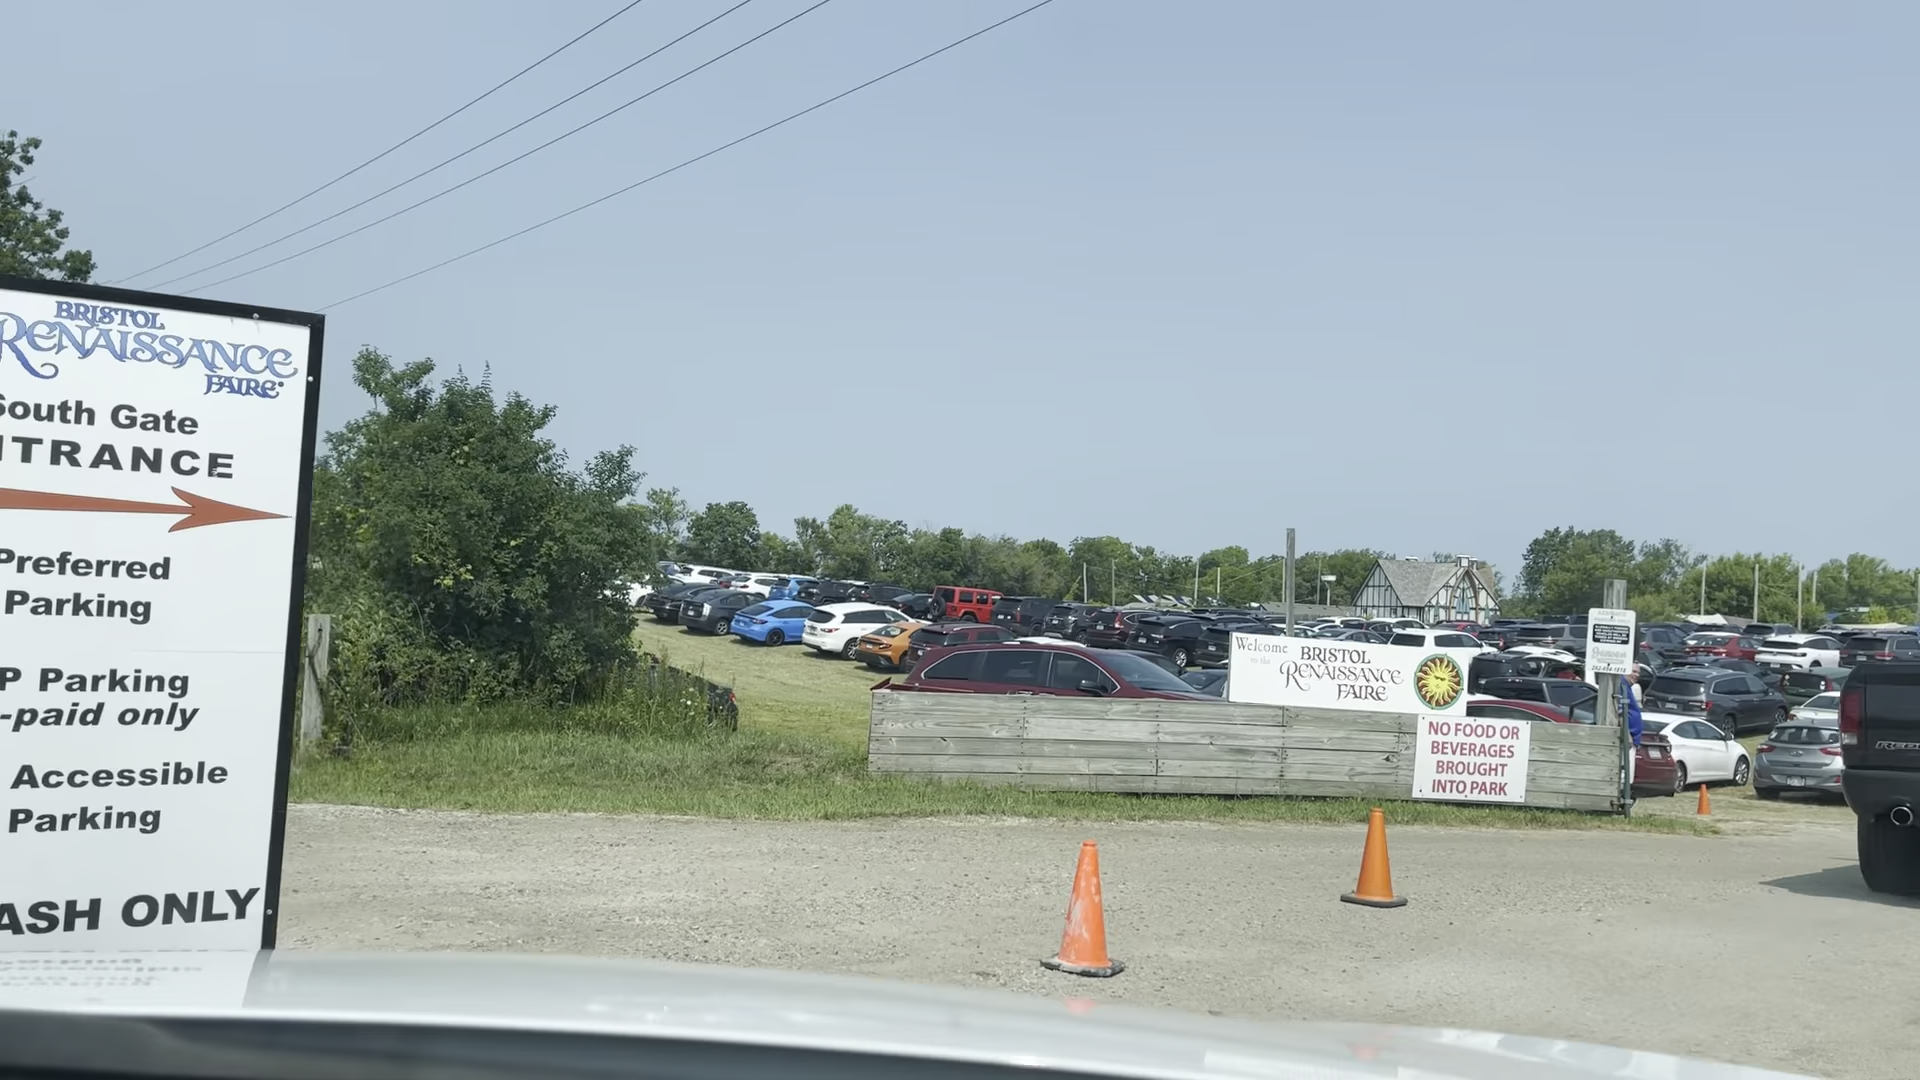 BRISTOL
RENAISSANCE
FAIRE
South Gate
NTRANCE
Preferred
Parking
P Parking
-paid only
Accessible
Parking
ASH ONLY
Welcome
to the
BRISTOL
RENAISSANCE
FAIRE
NO FOOD OR
BEVERAGES
BROUGHT
INTO PARK